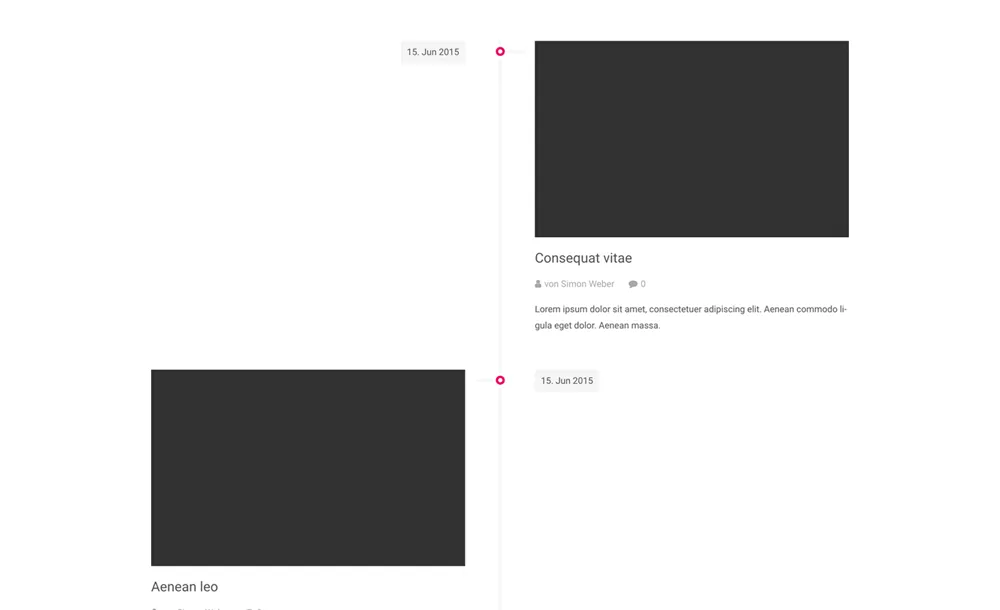 15. Jun 2015
Consequat vitae
von Simon Weber 0
Lorem ipsum dolor sit amet, consectetuer adipiscing elit. Aenean commodo li-
gula eget dolor. Aenean massa.
15. Jun 2015
Aenean leo